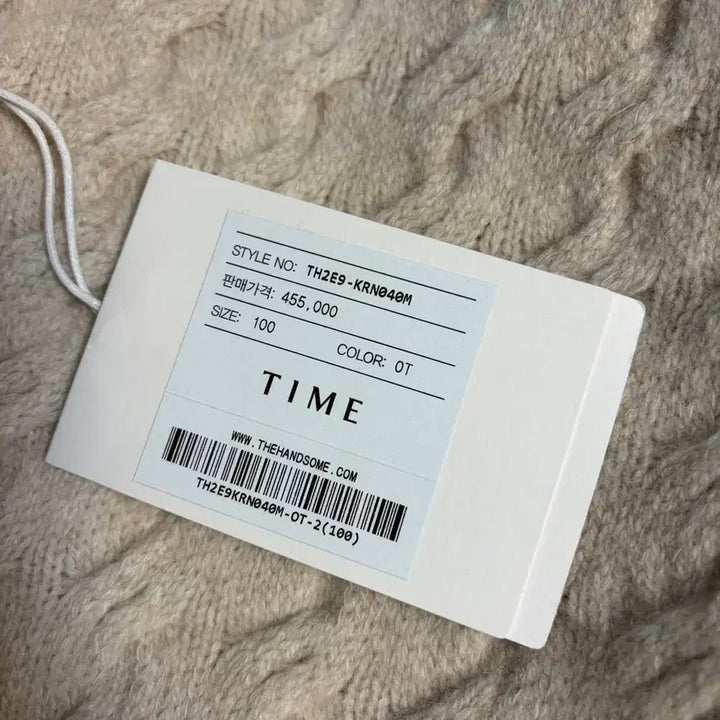 STYLE NO: TH2E9-KRN040M
판매가격: 455,000
SIZE: 100 COLOR: OT
TIME
WWW.THEHANDSOME.COM
TH2E9KRN040M-OT-2(100)